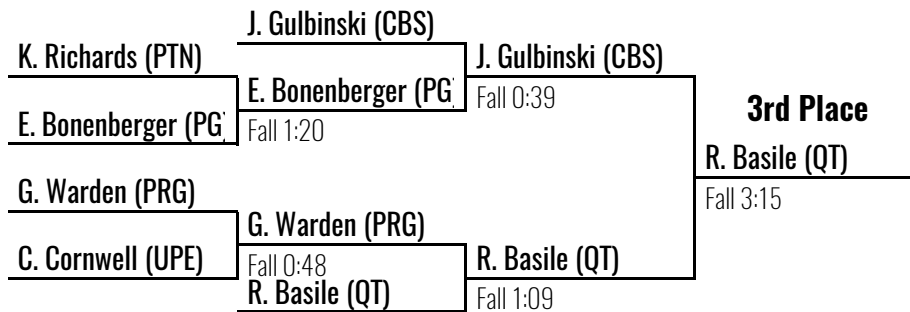 J. Gulbinski (CBS)
K. Richards (PTN)
J. Gulbinski (CBS)
E. Bonenberger (PG)
Fall 0:39
3rd Place
E. Bonenberger (PG)
Fall 1:20
R. Basile (QT)
G. Warden (PRG)
Fall 3:15
G. Warden (PRG)
C. Cornwell (UPE)
Fall 0:48
R. Basile (QT)
R. Basile (QT)
Fall 1:09